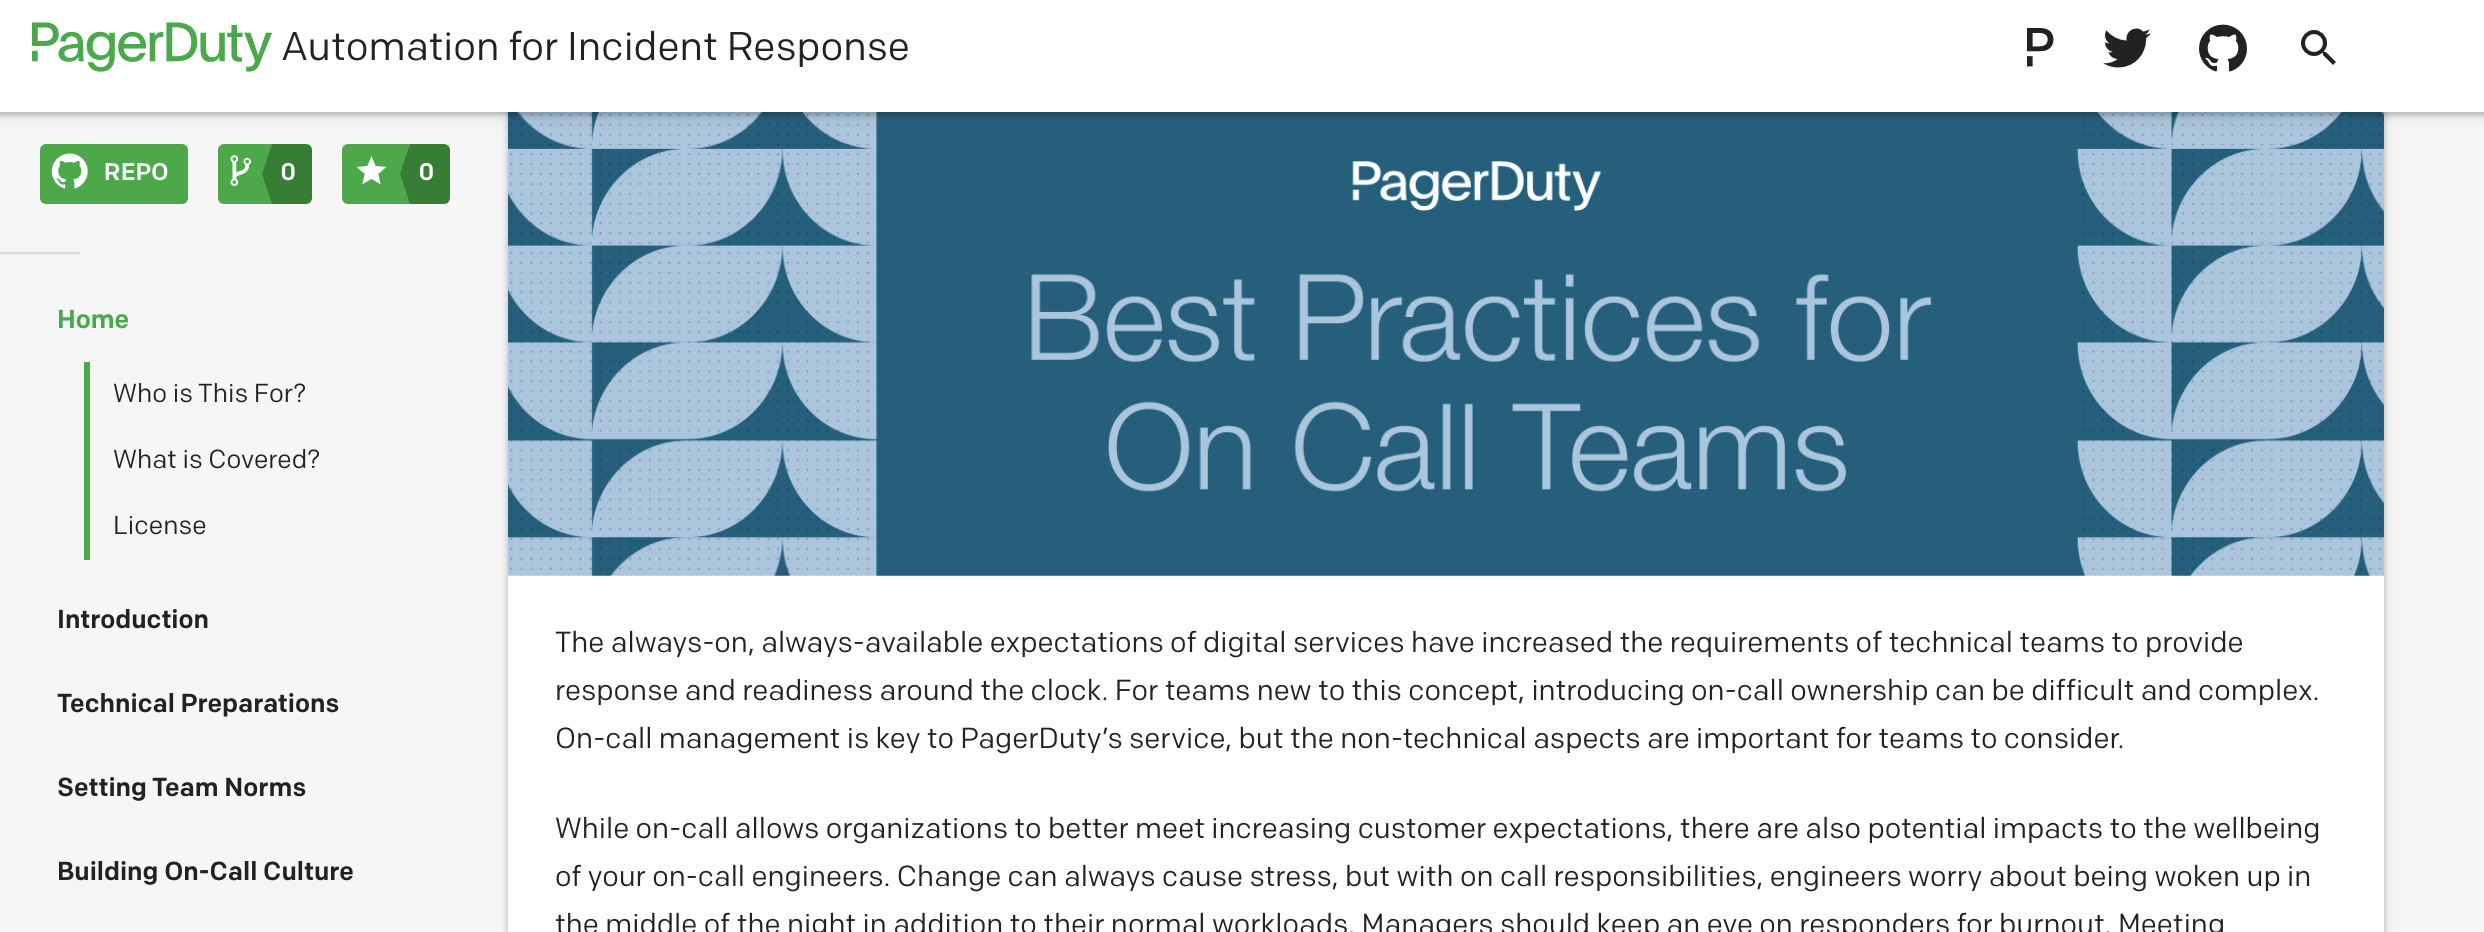 PagerDuty Automation for Incident Response
REPO
0
0
Home
Who is This For?
What is Covered?
License
Introduction
Technical Preparations
Setting Team Norms
Building On-Call Culture
PagerDuty
Best Practices for
On Call Teams
The always-on, always-available expectations of digital services have increased the requirements of technical teams to provide
response and readiness around the clock. For teams new to this concept, introducing on-call ownership can be difficult and complex.
On-call management is key to PagerDuty’s service, but the non-technical aspects are important for teams to consider.
While on-call allows organizations to better meet increasing customer expectations, there are also potential impacts to the wellbeing
of your on-call engineers. Change can always cause stress, but with on call responsibilities, engineers worry about being woken up in
the middle of the night in addition to their normal workloads. Managers should keep an eye on responders for burnout. Meeting